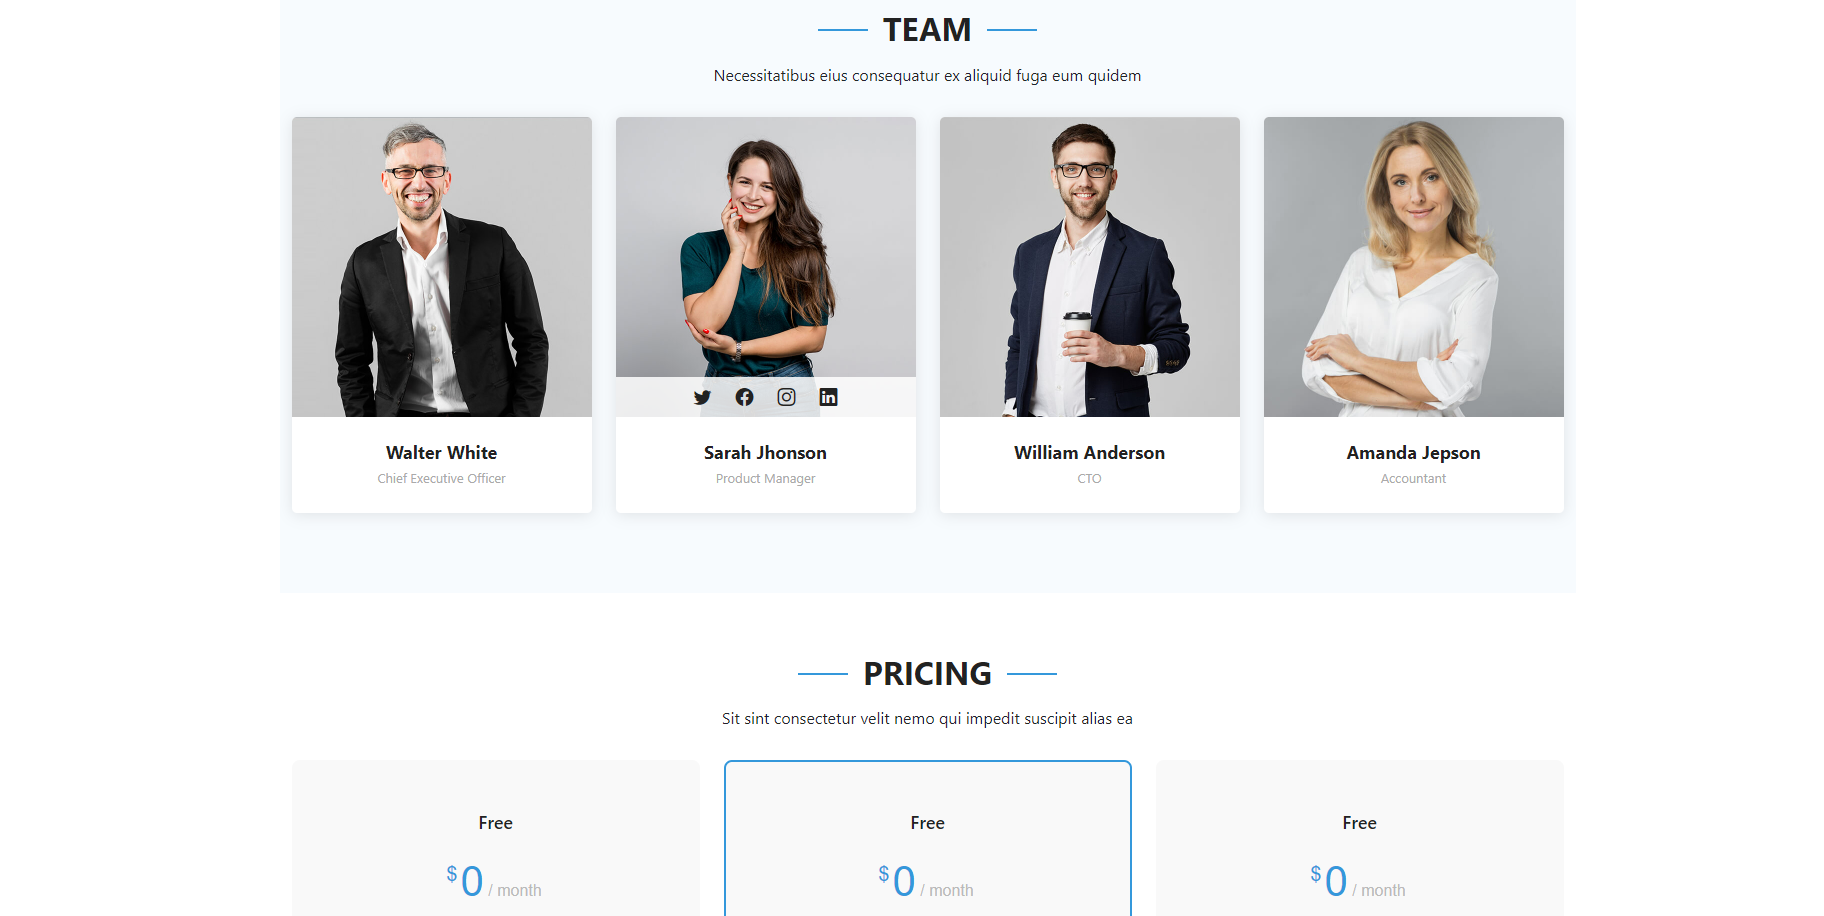 TEAM
Necessitatibus eius consequatur ex aliquid fuga eum quidem
Walter White
Chief Executive Officer
Sarah Jhonson
Product Manager
William Anderson
CTO
Amanda Jepson
Accountant
PRICING
Sit sint consectetur velit nemo qui impedit suscipit alias ea
Free
$0 / month
Free
$0 / month
Free
$0 / month